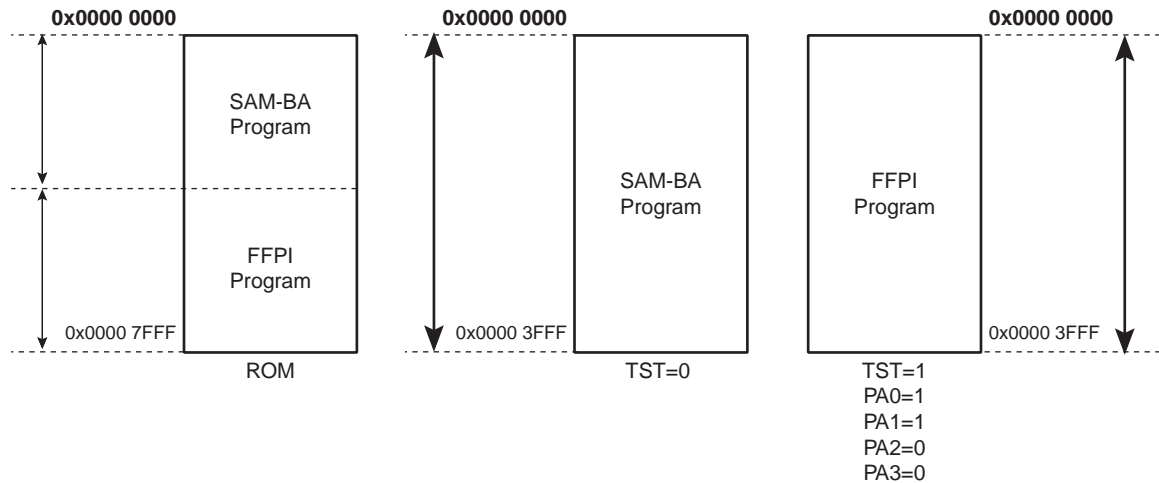 0x0000 0000
SAM-BA
Program
FFPI
Program
0x0000 7FFF
ROM
0x0000 0000
SAM-BA
Program
0x0000 3FFF
TST=0
0x0000 0000
FFPI
Program
0x0000 3FFF
TST=1
PA0=1
PA1=1
PA2=0
PA3=0